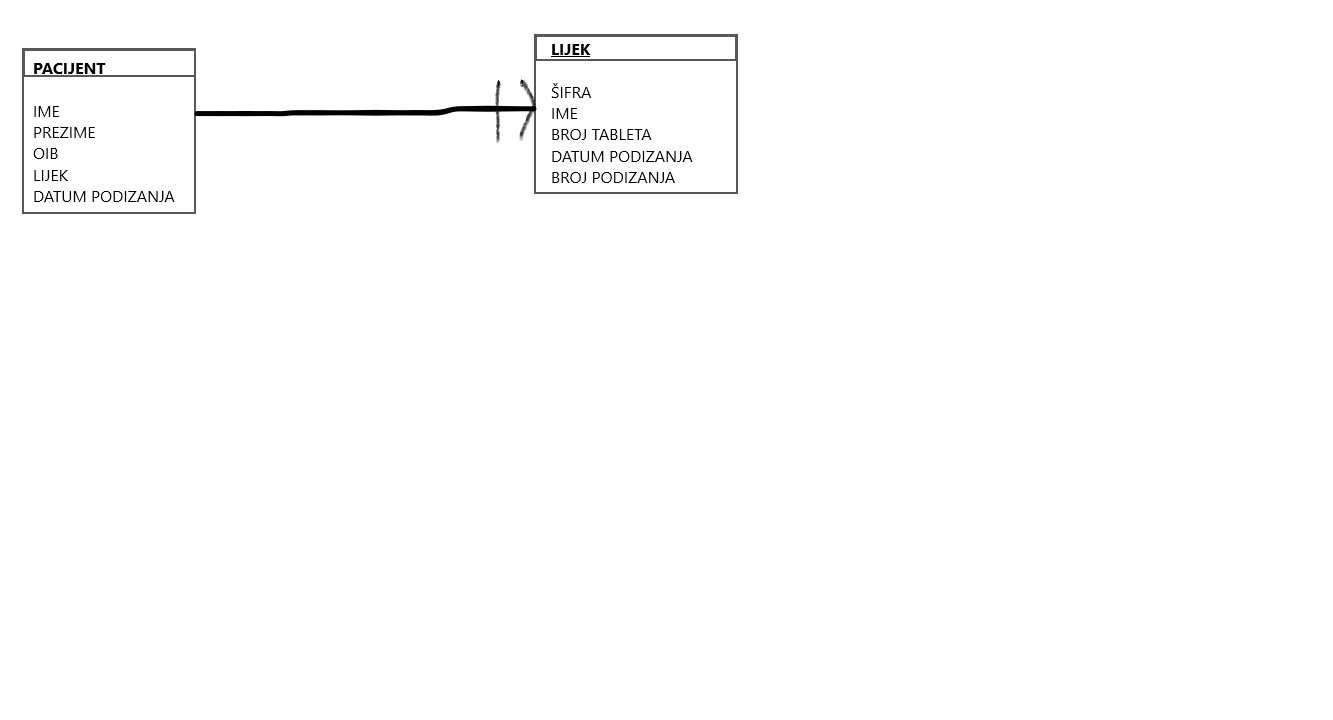 PACIJENT
IME
PREZIME
OIB
LIJEK
DATUM PODIZANJA
LIJEK
ŠIFRA
IME
BROJ TABLETA
DATUM PODIZANJA
BROJ PODIZANJA